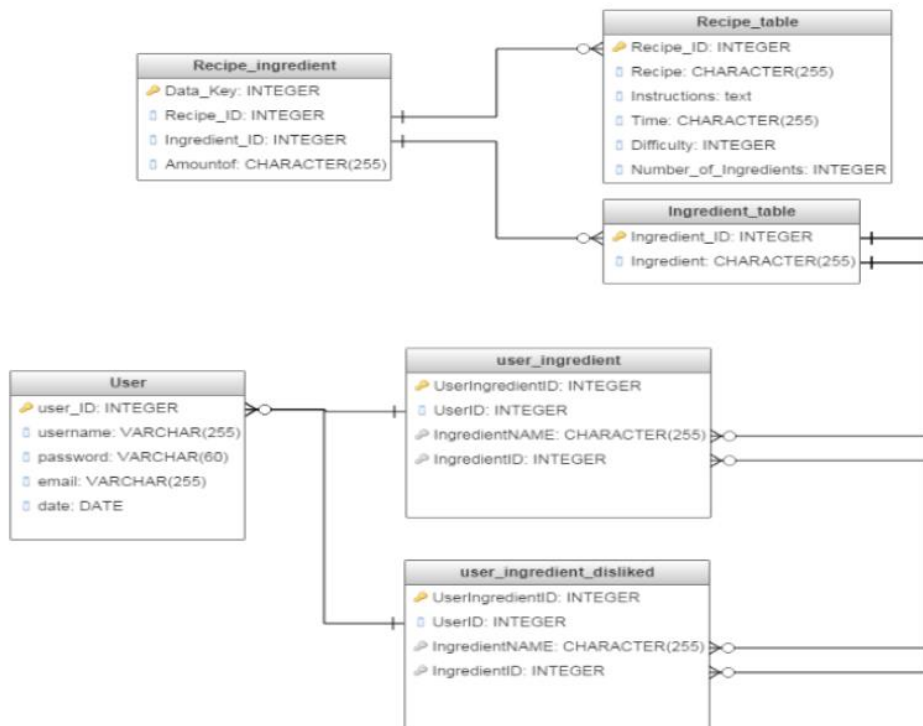 Recipe_table
Recipe_ID: INTEGER
Recipe: CHARACTER(255)
Instructions: text
Time: CHARACTER(255)
Difficulty: INTEGER
Number_of_Ingredients: INTEGER
Recipe_ingredient
Data_Key: INTEGER
Recipe_ID: INTEGER
Ingredient_ID: INTEGER
Amountof: CHARACTER(255)
Ingredient_table
Ingredient_ID: INTEGER
Ingredient: CHARACTER(255)
User
user_ID: INTEGER
username: VARCHAR(255)
password: VARCHAR(60)
email: VARCHAR(255)
date: DATE
user_ingredient
UserIngredientID: INTEGER
UserID: INTEGER
IngredientNAME: CHARACTER(255)
IngredientID: INTEGER
user_ingredient_disliked
UserIngredientID: INTEGER
UserID: INTEGER
IngredientNAME: CHARACTER(255)
IngredientID: INTEGER